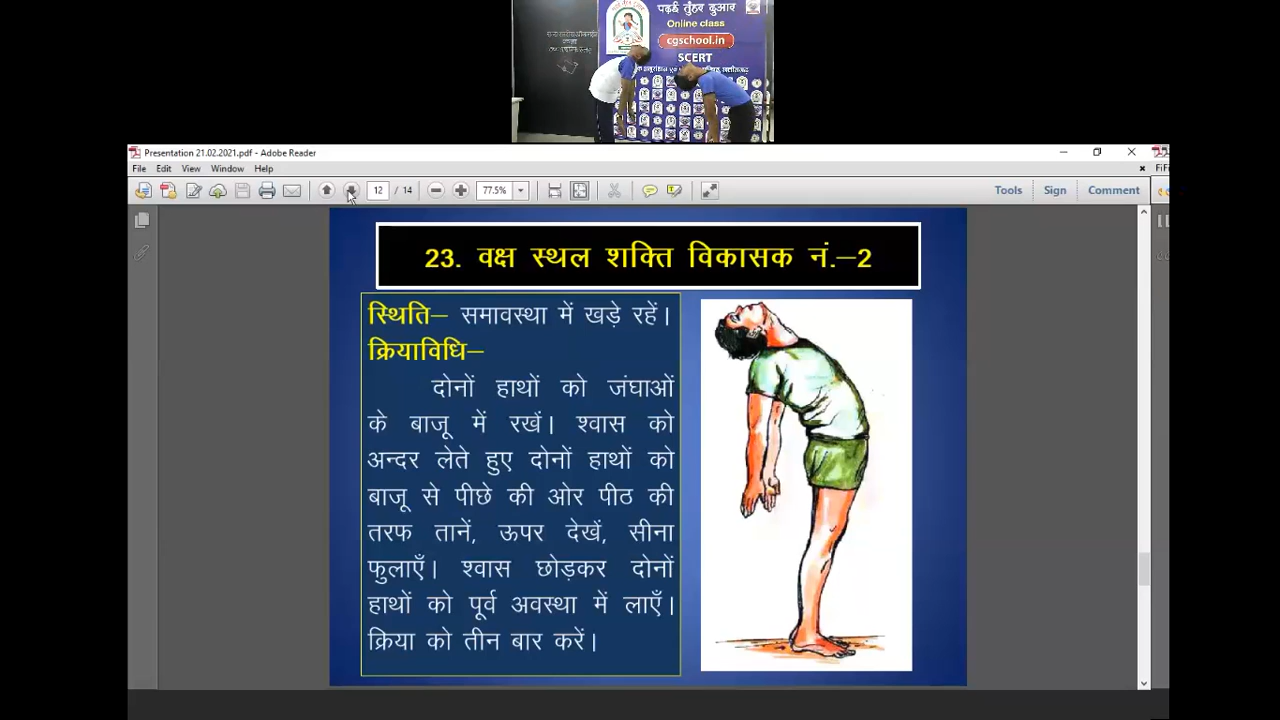 पढ़ई तुंहर दुआर
Online class
cgschool.in
SCERT
Presentation 21.02.2021.pdf - Adobe Reader
File Edit View Window Help
12 / 14 77.5% Tools Sign Comment
23. वक्ष स्थल शक्ति विकासक नं.–2
स्थिति– समावस्था में खड़े रहें।
क्रियाविधि–
दोनों हाथों को जंघाओं
के बाजू में रखें। श्वास को
अन्दर लेते हुए दोनों हाथों को
बाजू से पीछे की ओर पीठ की
तरफ तानें, ऊपर देखें, सीना
फुलाएँ। श्वास छोड़कर दोनों
हाथों को पूर्व अवस्था में लाएँ।
क्रिया को तीन बार करें।